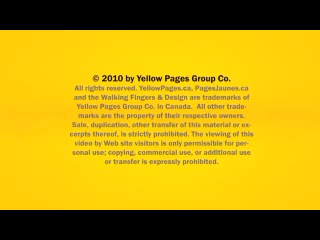 © 2010 by Yellow Pages Group Co.
All rights reserved. YellowPages.ca, PagesJaunes.ca
and the Walking Fingers & Design are trademarks of
Yellow Pages Group Co. in Canada. All other trade-
marks are the property of their respective owners.
Sale, duplication, other transfer of this material or ex-
cerpts thereof, is strictly prohibited. The viewing of this
video by Web site visitors is only permissible for per-
sonal use; copying, commercial use, or additional use
or transfer is expressly prohibited.